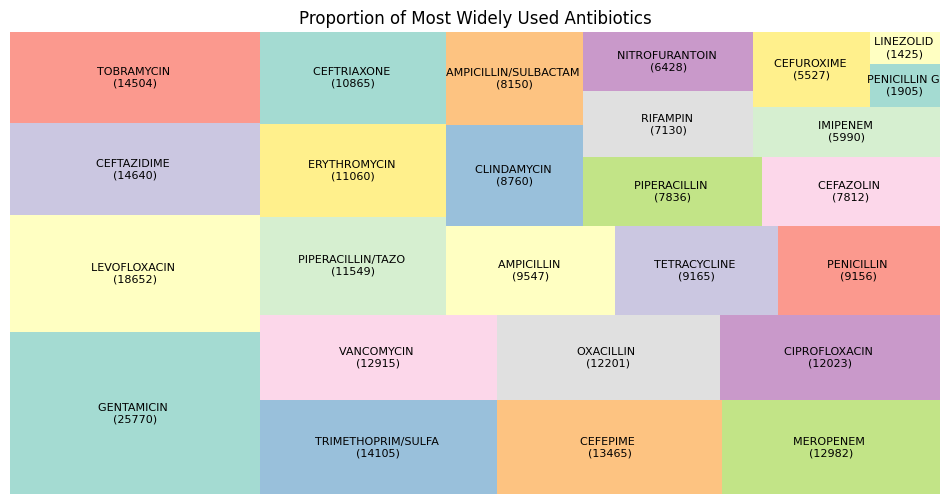 Proportion of Most Widely Used Antibiotics
TOBRAMYCIN
(14504)
CEFTRIAXONE
(10865)
AMPICILLIN/SULBACTAM
(8150)
NITROFURANTOIN
(6428)
CEFUROXIME
(5527)
LINEZOLID
(1425)
PENICILLIN G
(1905)
RIFAMPIN
(7130)
IMIPENEM
(5990)
CEFTAZIDIME
(14640)
ERYTHROMYCIN
(11060)
CLINDAMYCIN
(8760)
PIPERACILLIN
(7836)
CEFAZOLIN
(7812)
LEVOFLOXACIN
(18652)
PIPERACILLIN/TAZO
(11549)
AMPICILLIN
(9547)
TETRACYCLINE
(9165)
PENICILLIN
(9156)
VANCOMYCIN
(12915)
OXACILLIN
(12201)
CIPROFLOXACIN
(12023)
GENTAMICIN
(25770)
TRIMETHOPRIM/SULFA
(14105)
CEFEPIME
(13465)
MEROPENEM
(12982)